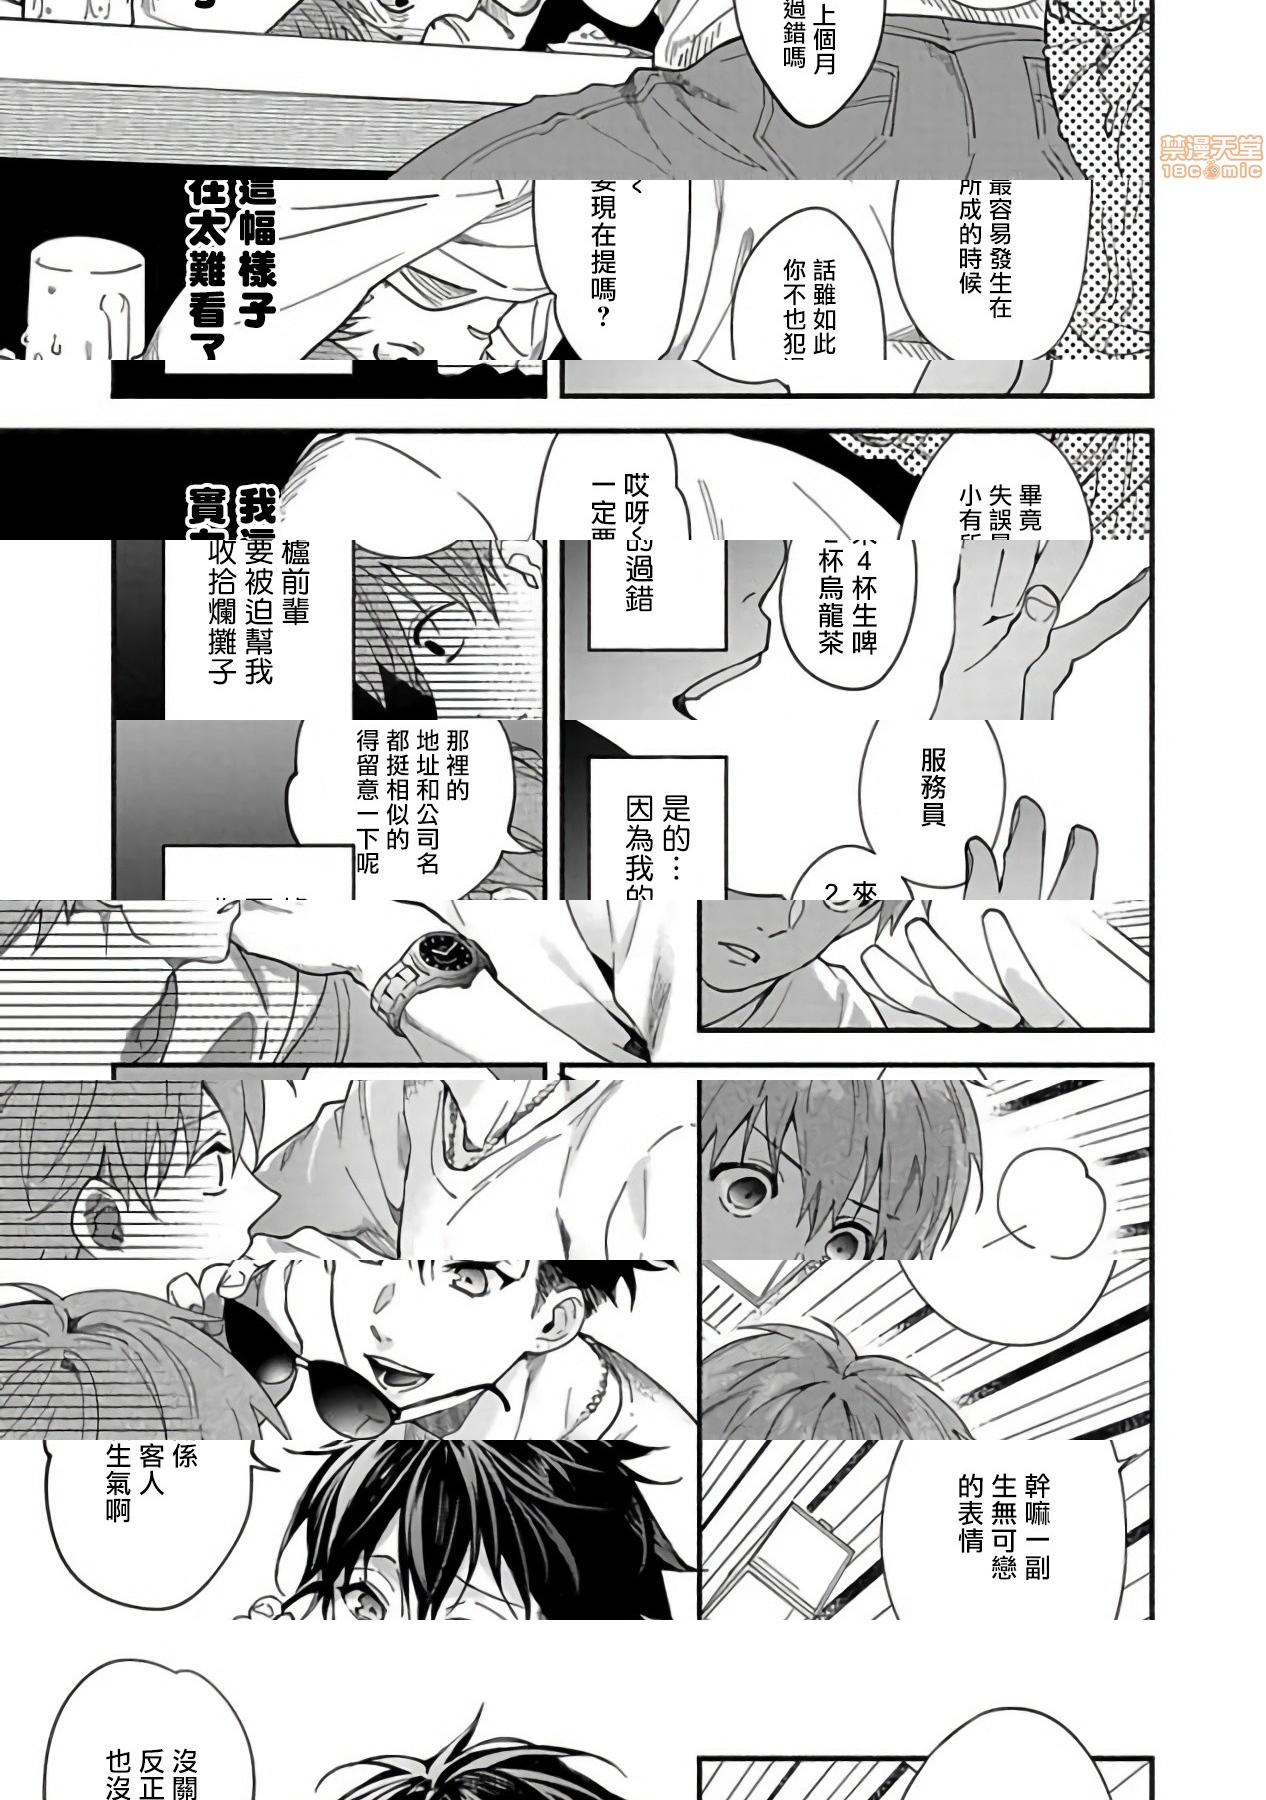 上個月
過錯嗎
禁漫天堂
18comic
最容易發生在
所成的時候
話雖如此
你不也犯
要現在提嗎?
這幅樣子
在太難看了
畢竟
失誤
小有所
哎呀く
一定要
我
實
4杯生啤
2杯烏龍茶
的過錯
櫨前輩
要被迫幫我
收拾爛攤子
服務員
來
2
是的…
因為我的
那裡的
地址和公司名
都挺相似的
得留意一下呢
幹嘛一副
生無可戀
的表情
係
客人
生氣啊
沒關
反正
也沒